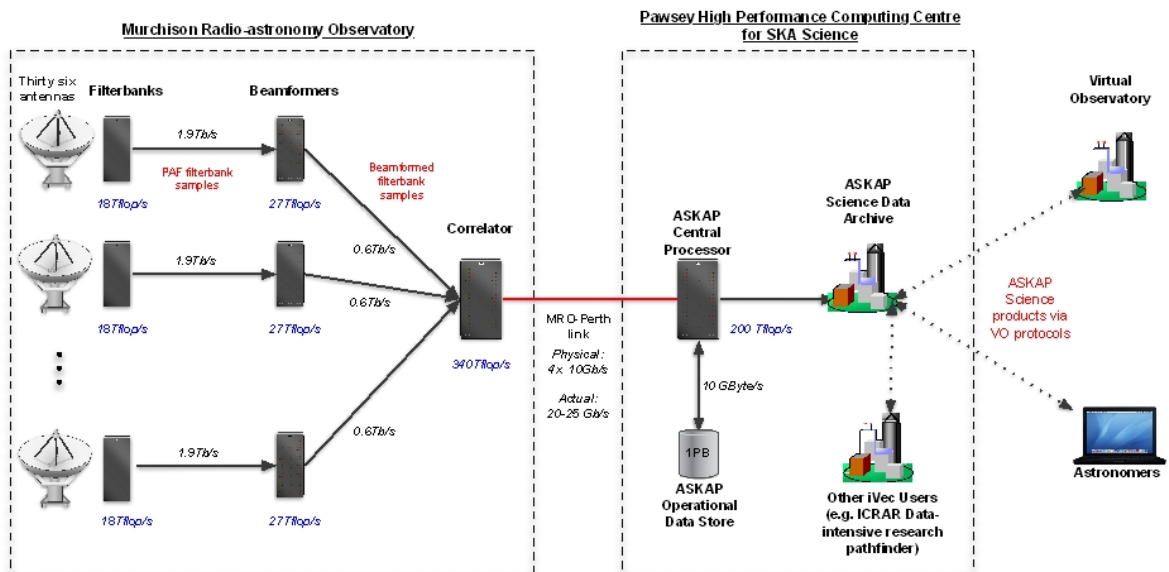 Murchison Radio-astronomy Observatory
Pawsey High Performance Computing Centre
for SKA Science
Thirty six
antennas
Filterbanks
Beamformers
1.9Tb/s
PAF filterbank
samples
18Tflop/s
27Tflop/s
Beamformed
filterbank
samples
0.6Tb/s
Correlator
1.9Tb/s
18Tflop/s
27Tflop/s
0.6Tb/s
340Tflop/s
1.9Tb/s
18Tflop/s
27Tflop/s
0.6Tb/s
MRO-Perth
link
Physical:
4x 10Gb/s
Actual:
20-25 Gb/s
ASKAP
Central
Processor
200 Tflop/s
10 GByte/s
1PB
ASKAP
Operational
Data Store
ASKAP
Science Data
Archive
Other iVec Users
(e.g. ICRAR Data-
intensive research
pathfinder)
Virtual
Observatory
ASKAP
Science
products via
VO protocols
Astronomers